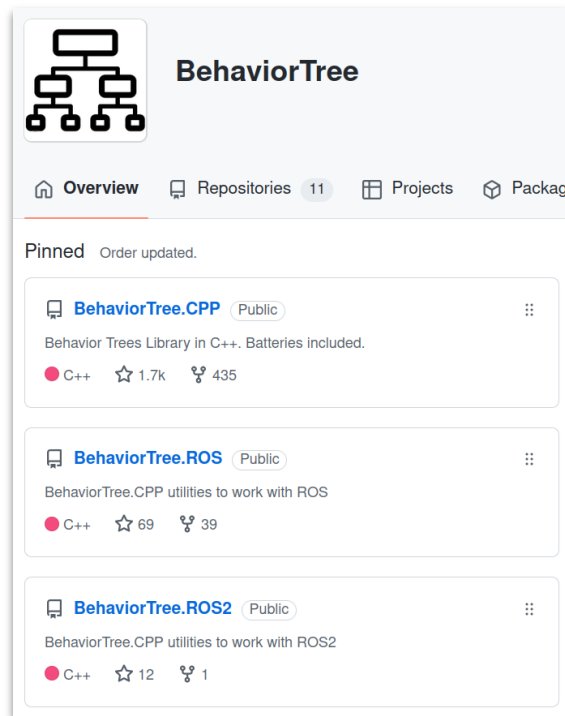 BehaviorTree
Overview Repositories 11 Projects Packag
Pinned Order updated.
BehaviorTree.CPP Public
Behavior Trees Library in C++. Batteries included.
C++ 1.7k 435
BehaviorTree.ROS Public
BehaviorTree.CPP utilities to work with ROS
C++ 69 39
BehaviorTree.ROS2 Public
BehaviorTree.CPP utilities to work with ROS2
C++ 12 1